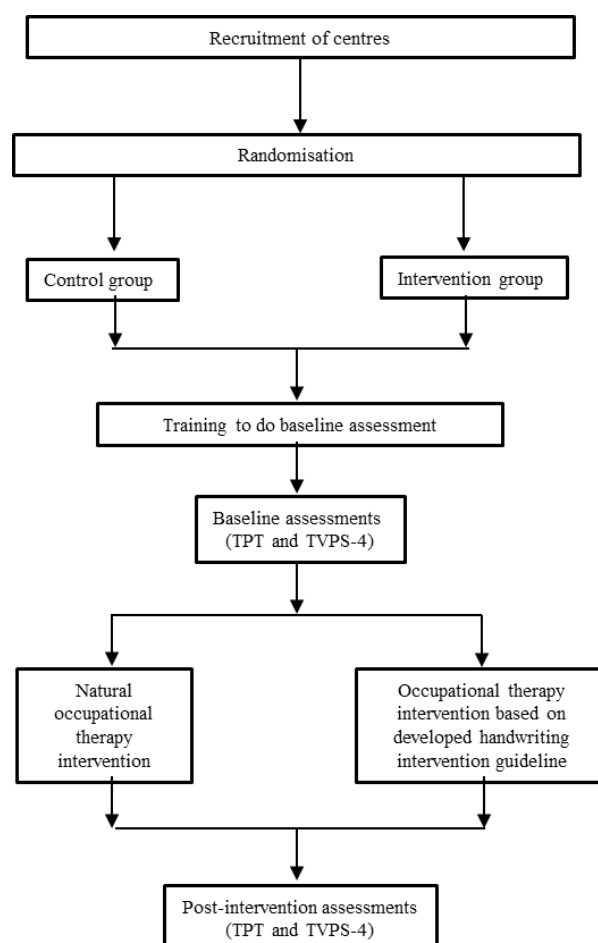 Recruitment of centres
Randomisation
Control group
Intervention group
Training to do baseline assessment
Baseline assessments
(TPT and TVPS-4)
Natural
occupational
therapy
intervention
Occupational therapy
intervention based on
developed handwriting
intervention guideline
Post-intervention assessments
(TPT and TVPS-4)